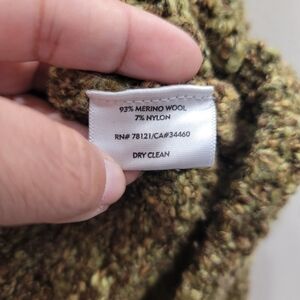 93% MERINO WOOL
7% NYLON
RN# 78121/CA#34460
DRY CLEAN